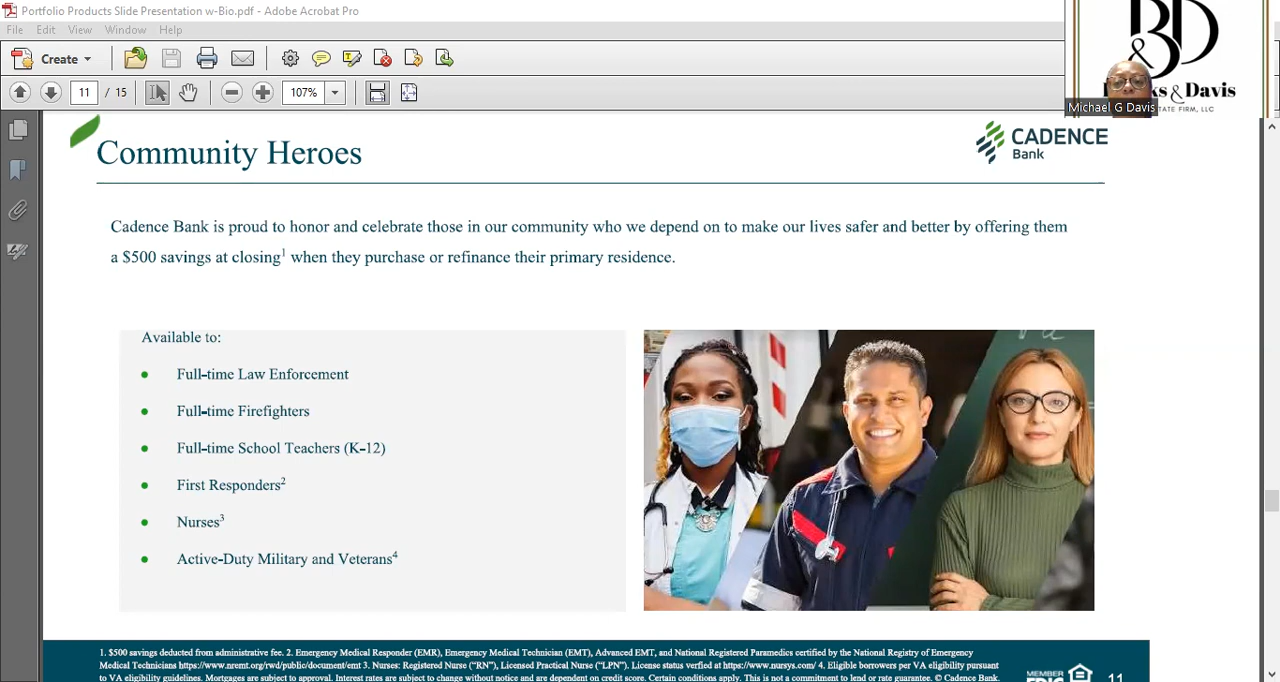 Portfolio Products Slide Presentation w-Bio.pdf - Adobe Acrobat Pro
File Edit View Window Help
Create
11 / 15 107%
B&D
& Davis
Michael G Davis
FIRM, LLC
Community Heroes
CADENCE
Bank
Cadence Bank is proud to honor and celebrate those in our community who we depend on to make our lives safer and better by offering them
a $500 savings at closing1 when they purchase or refinance their primary residence.
Available to:
Full-time Law Enforcement
Full-time Firefighters
Full-time School Teachers (K-12)
First Responders2
Nurses3
Active-Duty Military and Veterans4
1. $500 savings deducted from administrative fee. 2. Emergency Medical Responder (EMR), Emergency Medical Technician (EMT), Advanced EMT, and National Registered Paramedics certified by the National Registry of Emergency
Medical Technicians https://www.nremt.org/rwd/public/document/emt 3. Nurses: Registered Nurse ("RN"), Licensed Practical Nurse ("LPN"). License status verfied at https://www.nursys.com/ 4. Eligible borrowers per VA eligibility pursuant
to VA eligibility guidelines. Mortgages are subject to approval. Interest rates are subject to change without notice and are dependent on credit score. Certain conditions apply. This is not a commitment to lend or rate guarantee. © Cadence Bank.
MEMBER
FDIC
11